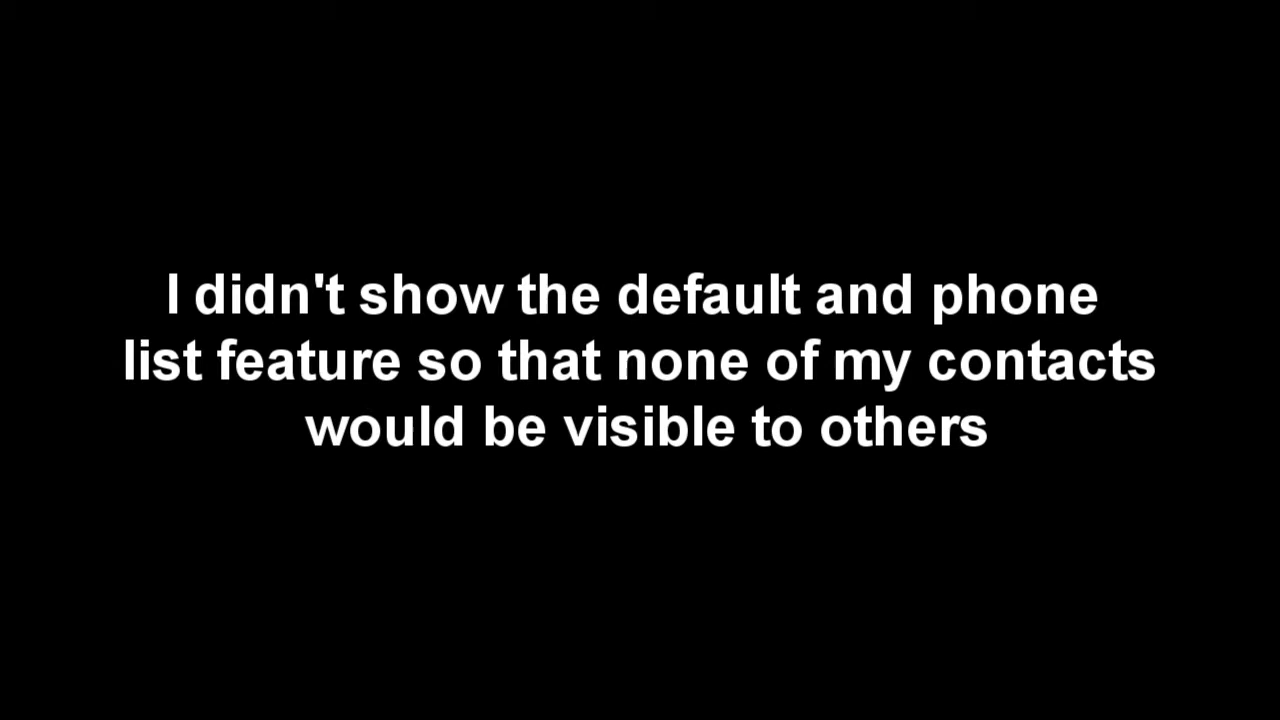 I didn't show the default and phone
list feature so that none of my contacts
would be visible to others